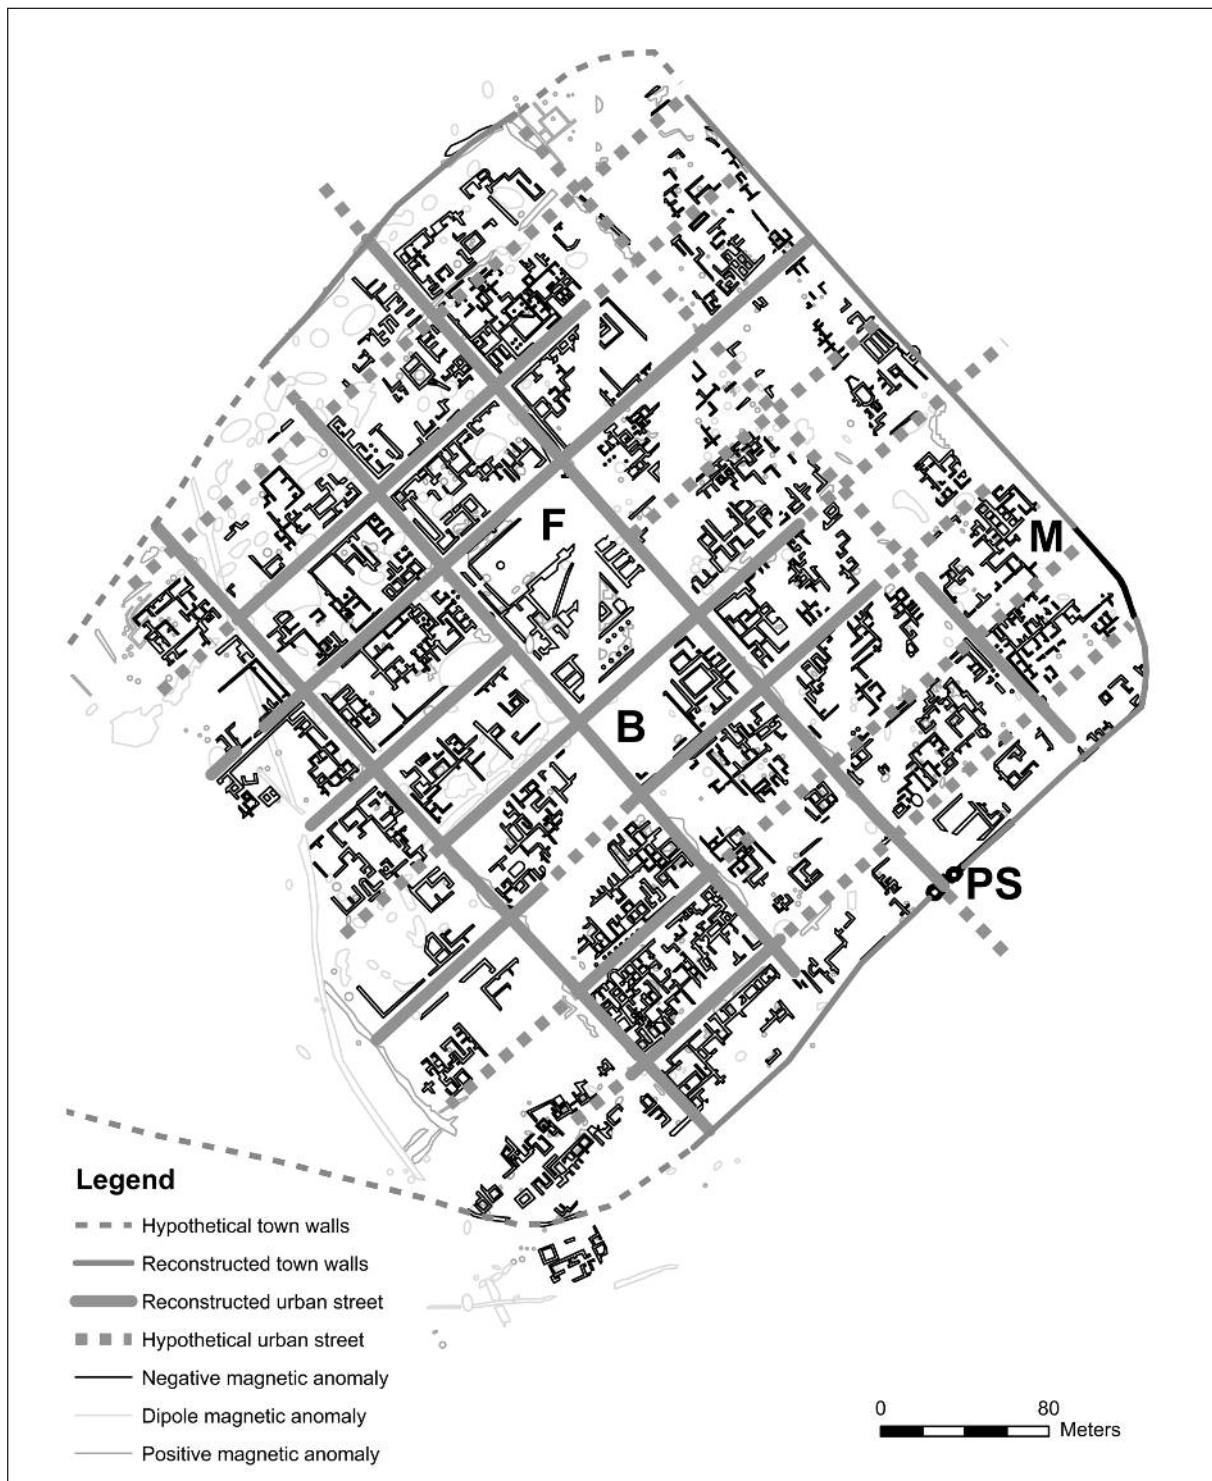 F
M
B
PS
Legend
Hypothetical town walls
Reconstructed town walls
Reconstructed urban street
Hypothetical urban street
Negative magnetic anomaly
Dipole magnetic anomaly
Positive magnetic anomaly
0 80
Meters